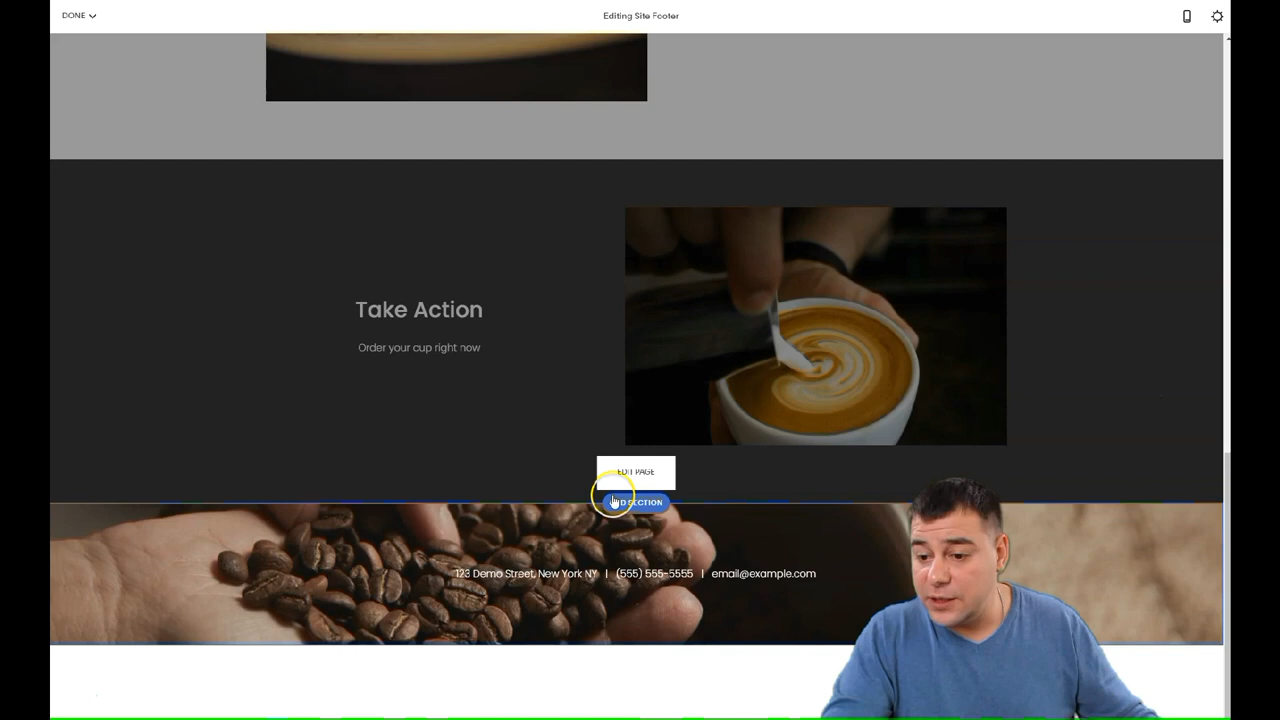 DONE
Editing Site Footer
Take Action
Order your cup right now
EDIT PAGE
SECTION
123 Demo Street, New York NY | (555) 555-5555 | email@example.com